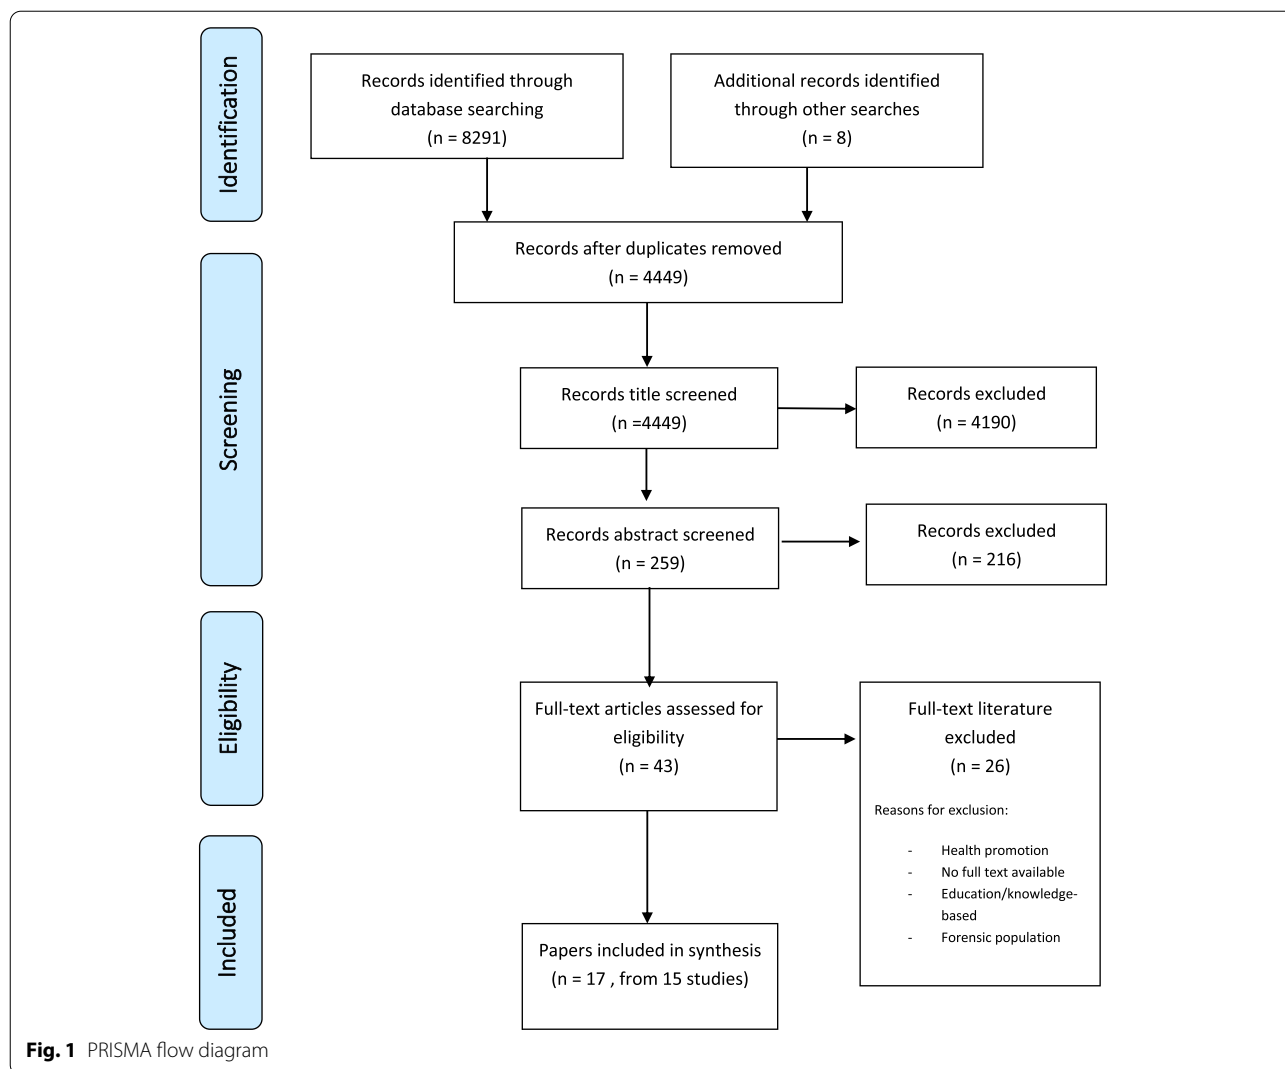 Identification
Records identified through
database searching
(n = 8291)
Additional records identified
through other searches
(n = 8)
Records after duplicates removed
(n = 4449)
Screening
Records title screened
(n =4449)
Records excluded
(n = 4190)
Records abstract screened
(n = 259)
Records excluded
(n = 216)
Eligibility
Full-text articles assessed for
eligibility
(n = 43)
Full-text literature
excluded
(n = 26)
Reasons for exclusion:
- Health promotion
- No full text available
- Education/knowledge-
based
- Forensic population
Included
Papers included in synthesis
(n = 17 , from 15 studies)
Fig. 1 PRISMA flow diagram